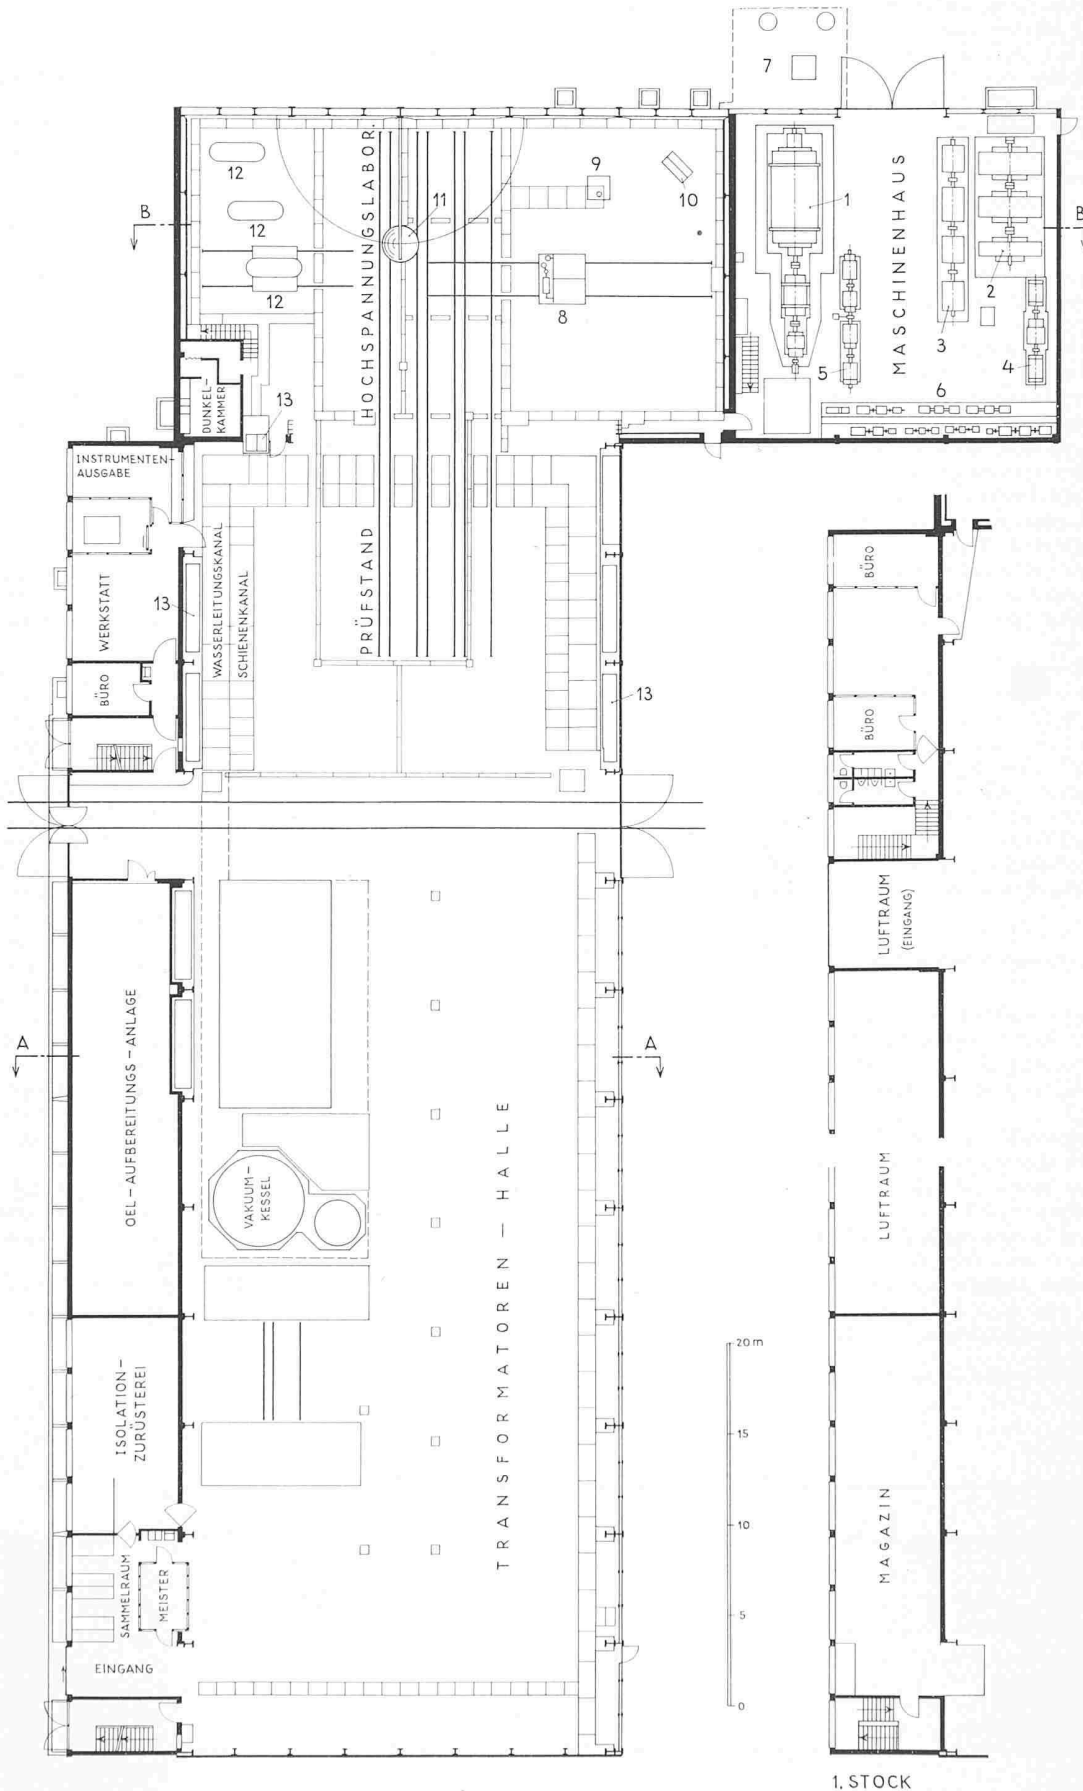 7
HOCHSPANNUNGSLABOR.
MASCHINENHAUS
9
12
10
11
1
B
B
12
12
8
2
3
4
5
6
DUNKEL-
KAMMER
13
INSTRUMENTEN-
AUSGABE
WERKSTATT
13
WASSERLEITUNGSKANAL
SCHIENENKANAL
PRÜFSTAND
BÜRO
13
BÜRO
BÜRO
LUFTRAUM
(EINGANG)
OEL-AUFBEREITUNGS-ANLAGE
A
A
VAKUUM-
KESSEL
TRANSFORMATOREN - HALLE
LUFTRAUM
20 m
15
10
5
0
ISOLATION-
ZURÜSTEREI
MAGAZIN
SAMMELRAUM
MEISTER
EINGANG
1. STOCK